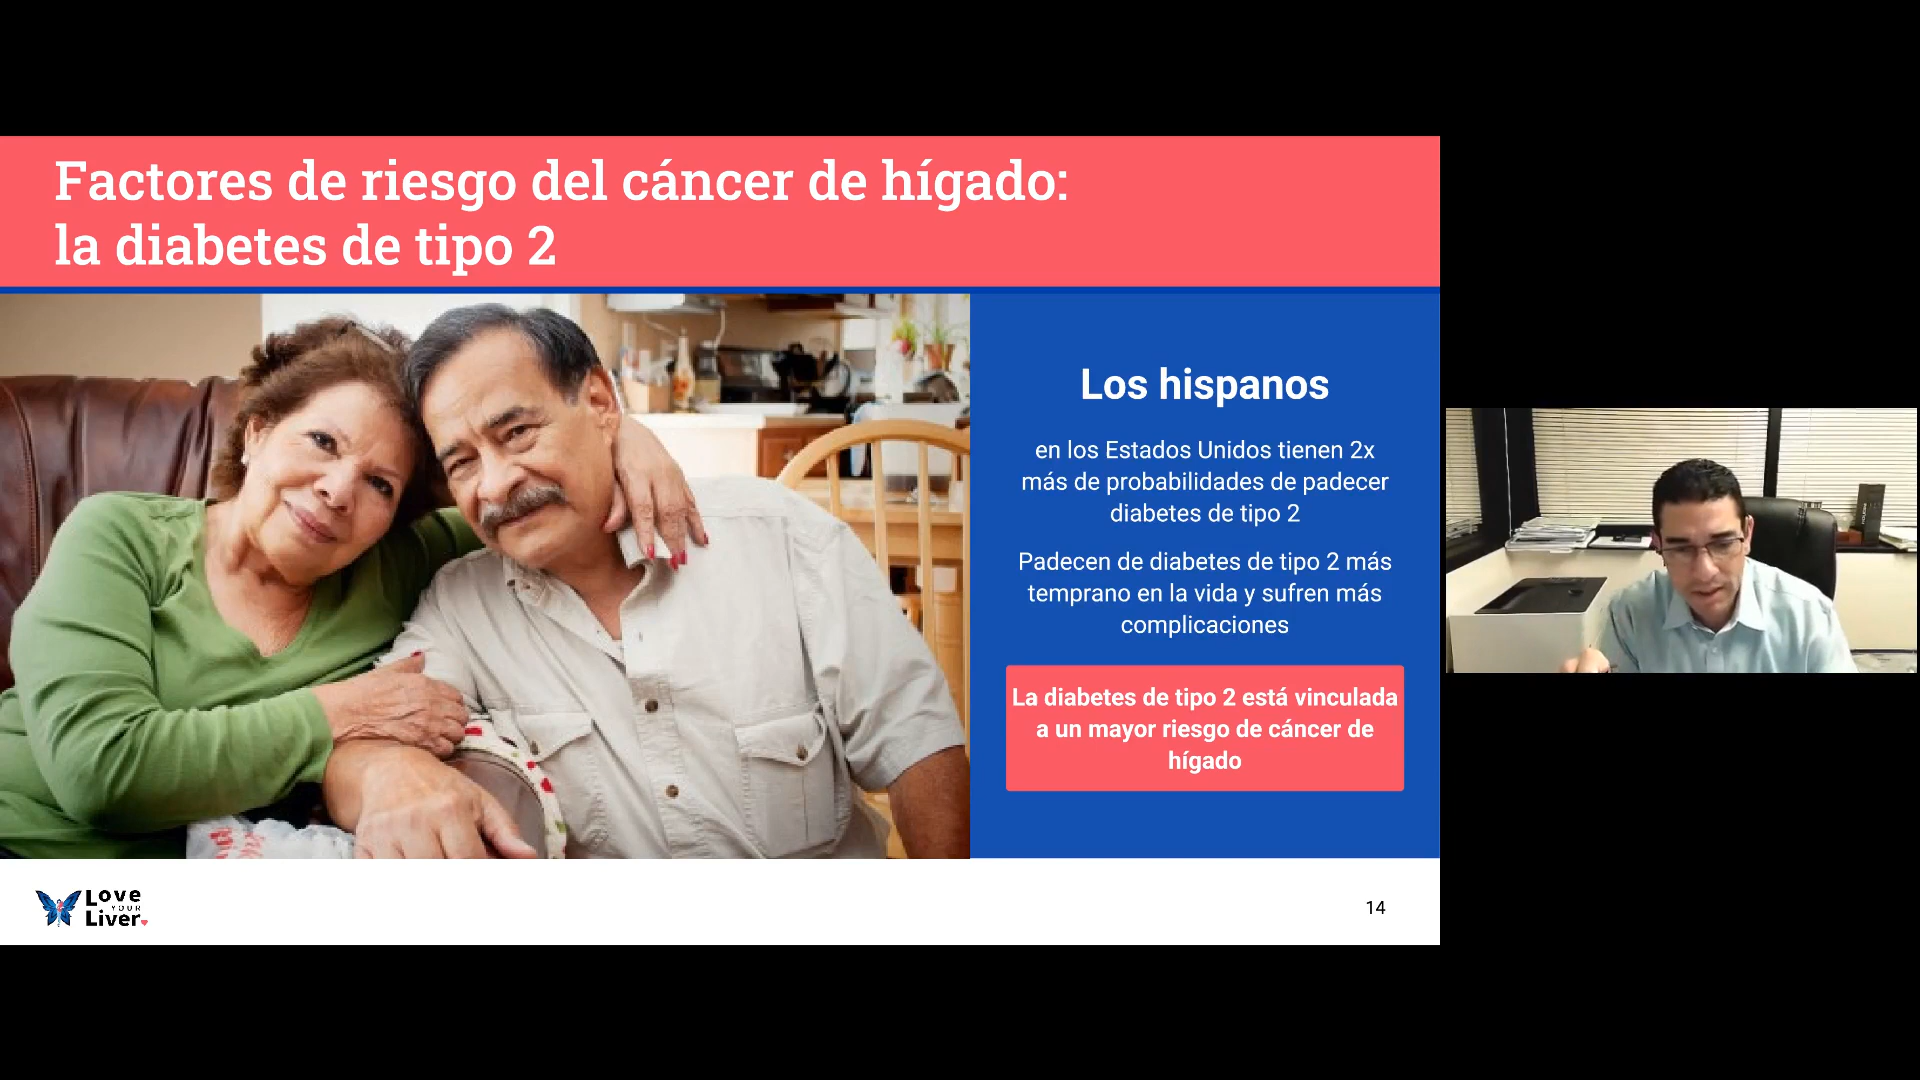 Factores de riesgo del cáncer de hígado:
la diabetes de tipo 2
Los hispanos
en los Estados Unidos tienen 2x
más de probabilidades de padecer
diabetes de tipo 2
Padecen de diabetes de tipo 2 más
temprano en la vida y sufren más
complicaciones
La diabetes de tipo 2 está vinculada
a un mayor riesgo de cáncer de
hígado
Love
YOUR
Liver
14